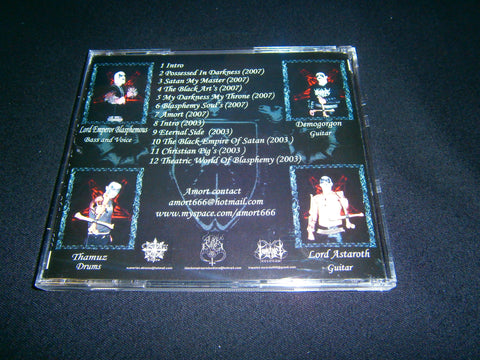 1 Intro
2 Possessed In Darkness (2007)
3 Satan My Master (2007)
4 The Black Art's (2007)
5 My Darkness My Throne (2007)
6 Blasphemy Soul's (2007)
7 Amort (2007)
8 Intro (2003)
9 Eternal Side (2003)
10 The Black Empire Of Satan (2003)
11 Christian Pig's (2003)
12 Theatric World Of Blasphemy (2003)
Lord Emperor Blasphemous
Bass and Voice
Demogorgon
Guitar
Amort contact
amort666@hotmail.com
www.myspace.com/amort666
Thamuz
Drums
Lord Astaroth
Guitar